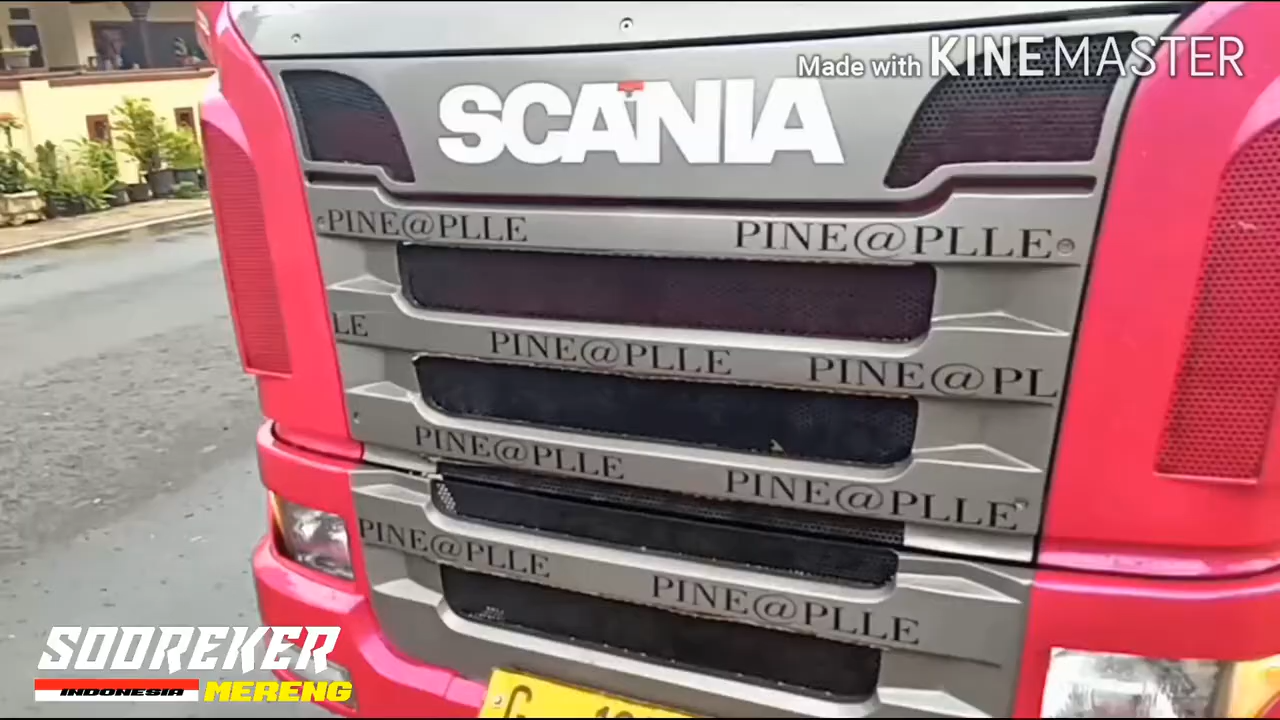 Made with KINEMASTER
SCANIA
PINE@PLLE PINE@PLLE
LE PINE@PLLE PINE@PL
PINE@PLLE PINE@PLLE
PINE@PLLE PINE@PLLE
SODREKER
INDONESIA MERENG
G